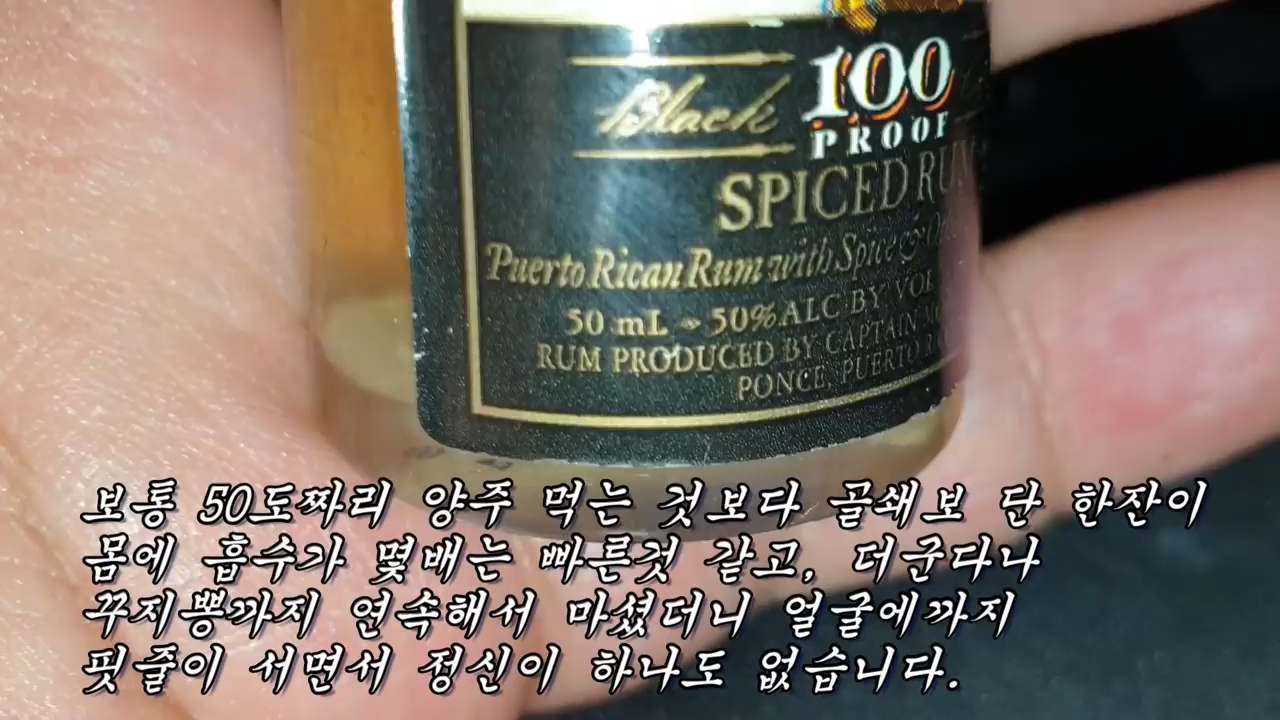 Black 100
PROOF
SPICED RUM
Puerto Rican Rum with Spice &
50 mL 50% ALC BY VOL
RUM PRODUCED BY CAPTAIN
PONCE, PUERTO
보통 50도짜리 양주 먹는 것보다 골쇄보 단 한잔이
몸에 흡수가 몇배는 빠른것 같고, 더군다나
꾸지뽕까지 연속해서 마셨더니 얼굴에까지
핏줄이 서면서 정신이 하나도 없습니다.